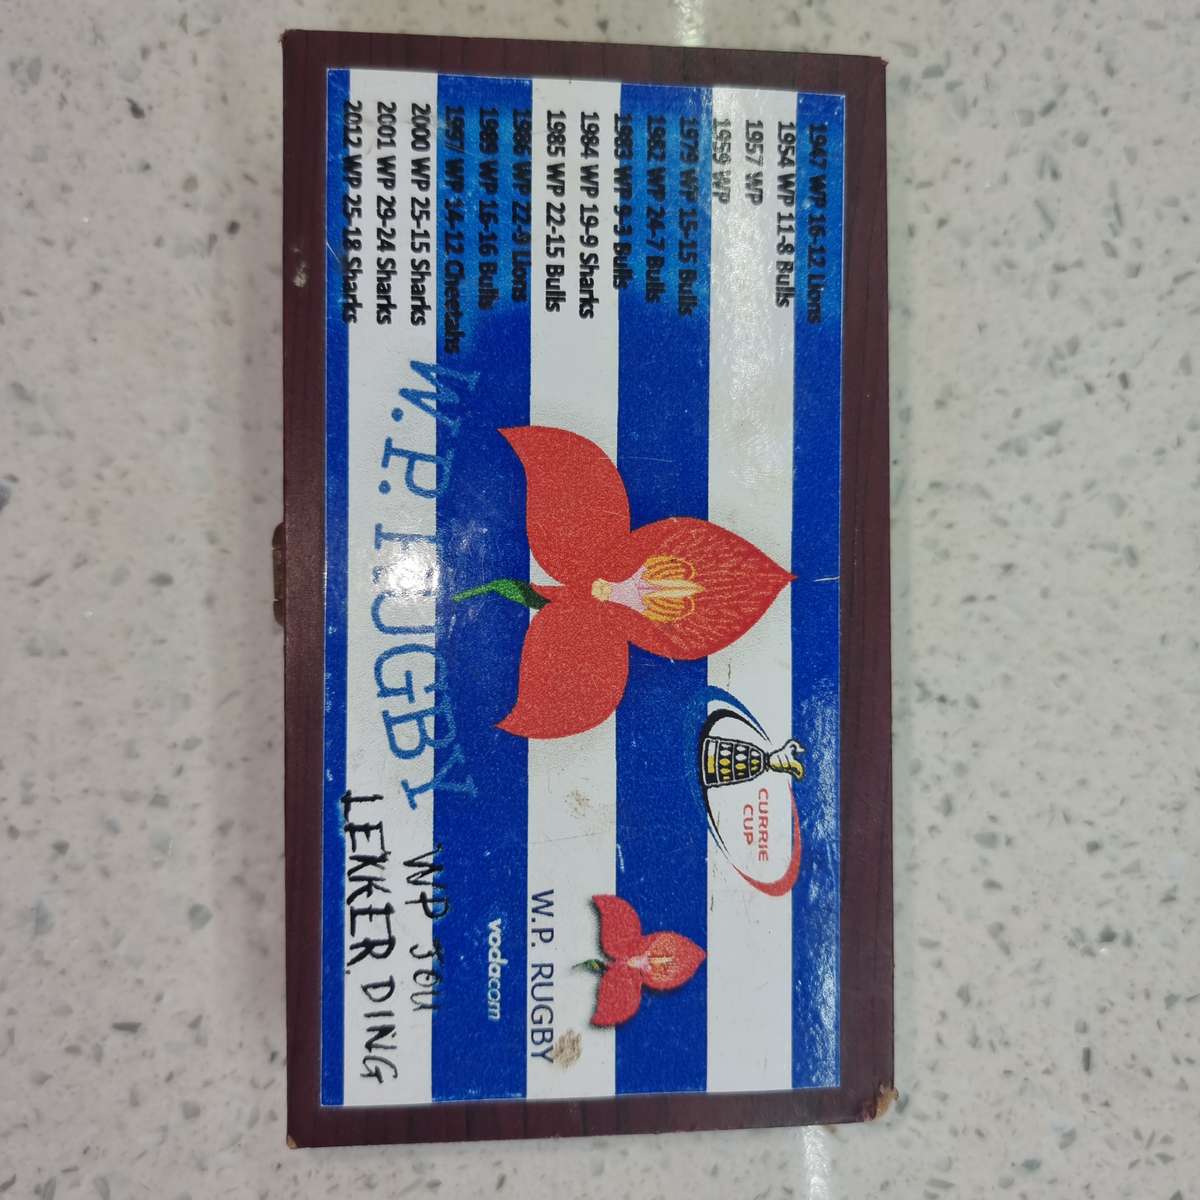 1947 WP 16-12 Lions
1954 WP 11-8 Bulls
1957 WP
1959 WP
1979 WP 15-15 Bulls
1982 WP 24-7 Bulls
1983 WP 9-3 Bulls
1984 WP 19-9 Sharks
1985 WP 22-15 Bulls
1986 WP 22-9 Lions
1989 WP 16-16 Bulls
1997 WP 14-12 Cheetahs
2000 WP 25-15 Sharks
2001 WP 29-24 Sharks
2012 WP 25-18 Sharks
W.P. RUGBY
CURRIE
CUP
W.P. RUGBY
vodacom
WP JOU
LEKKER DING